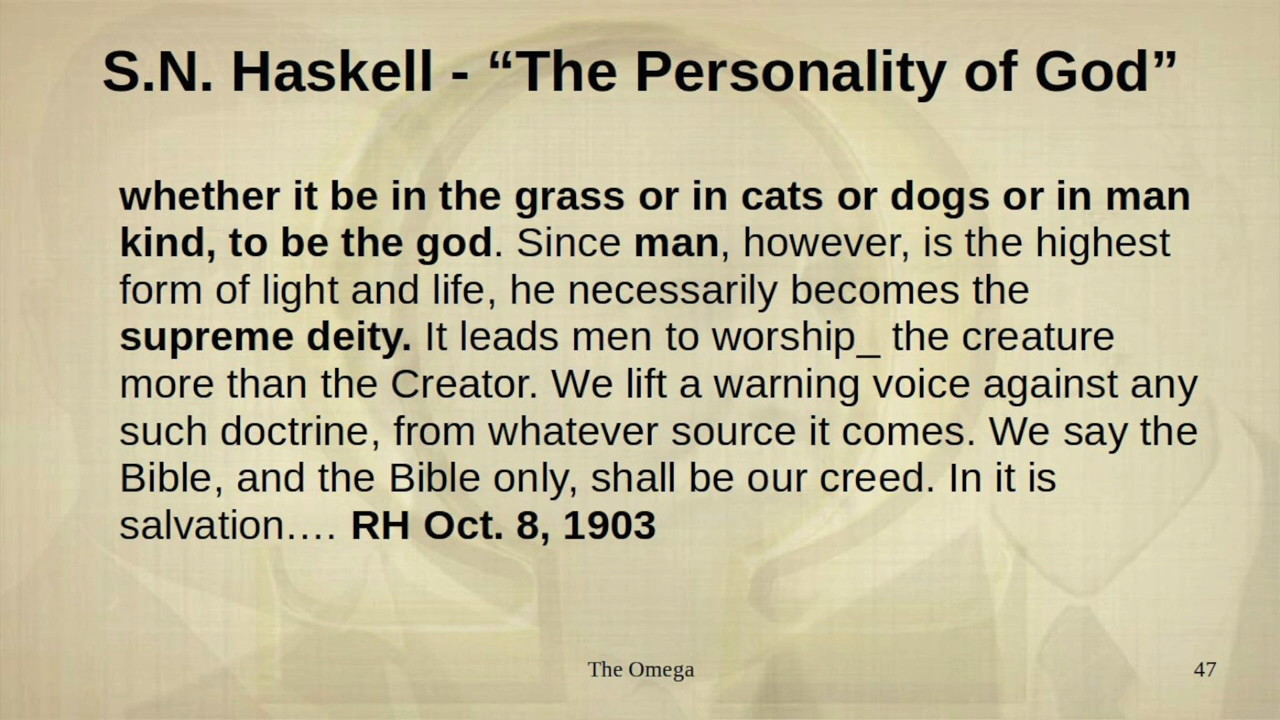 S.N. Haskell - “The Personality of God”
whether it be in the grass or in cats or dogs or in man
kind, to be the god. Since man, however, is the highest
form of light and life, he necessarily becomes the
supreme deity. It leads men to worship_ the creature
more than the Creator. We lift a warning voice against any
such doctrine, from whatever source it comes. We say the
Bible, and the Bible only, shall be our creed. In it is
salvation…. RH Oct. 8, 1903
The Omega
47